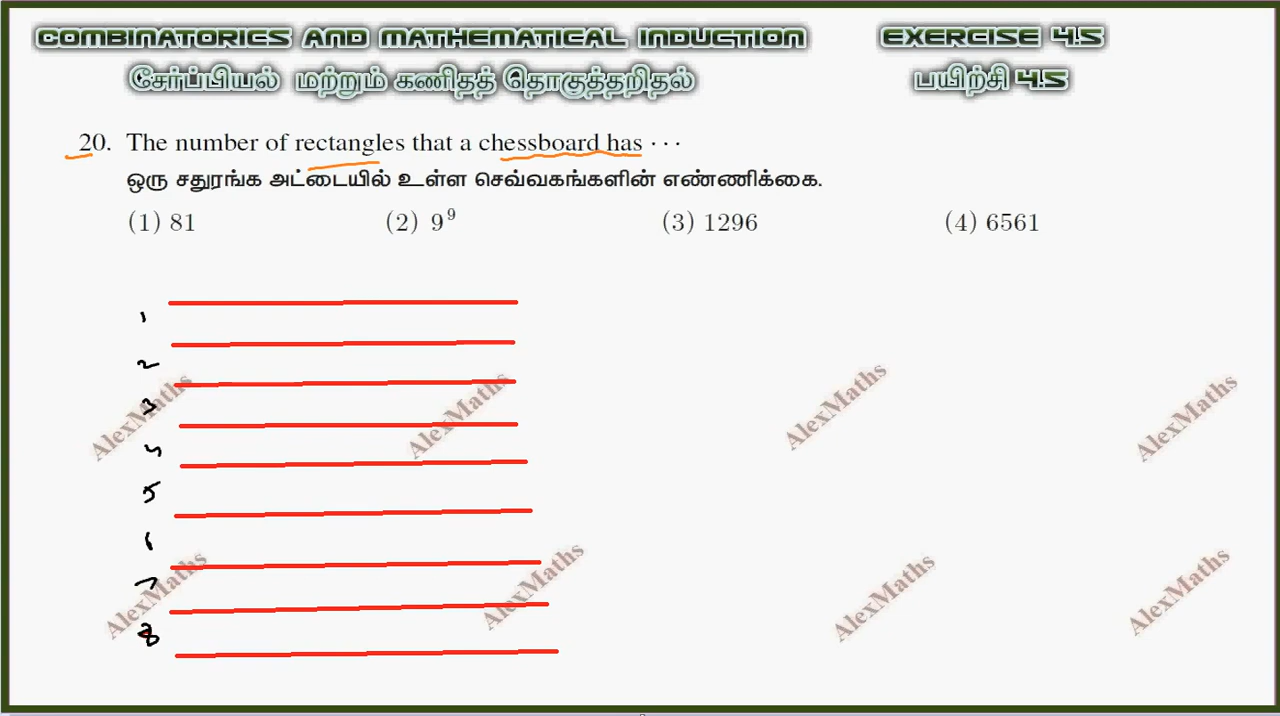 COMBINATORICS AND MATHEMATICAL INDUCTION EXERCISE 4.5
சேர்ப்பியல் மற்றும் கணிதத் தொகுத்தறிதல் பயிற்சி 4.5
20. The number of rectangles that a chessboard has ···
ஒரு சதுரங்க அட்டையில் உள்ள செவ்வகங்களின் எண்ணிக்கை.
(1) 81 (2) 9⁹ (3) 1296 (4) 6561
1
2
3
4
5
6
7
8
AlexMaths AlexMaths AlexMaths AlexMaths
AlexMaths AlexMaths AlexMaths AlexMaths